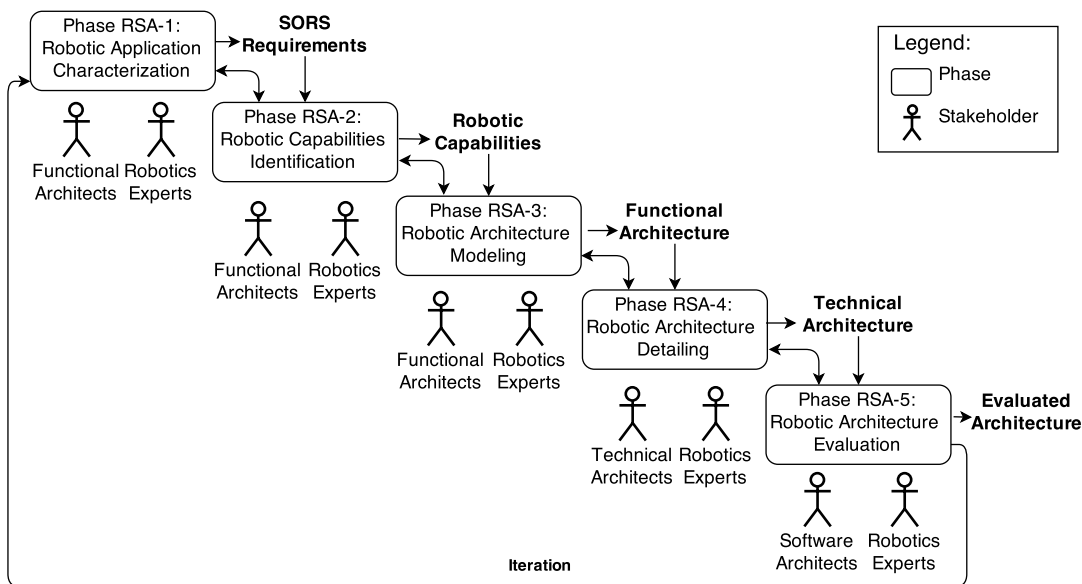 Phase RSA-1:
Robotic Application
Characterization
SORS
Requirements
Functional
Architects
Robotics
Experts
Phase RSA-2:
Robotic Capabilities
Identification
Robotic
Capabilities
Functional
Architects
Robotics
Experts
Phase RSA-3:
Robotic Architecture
Modeling
Functional
Architecture
Functional
Architects
Robotics
Experts
Phase RSA-4:
Robotic Architecture
Detailing
Technical
Architecture
Technical
Architects
Robotics
Experts
Phase RSA-5:
Robotic Architecture
Evaluation
Evaluated
Architecture
Software
Architects
Robotics
Experts
Iteration
Legend:
Phase
Stakeholder